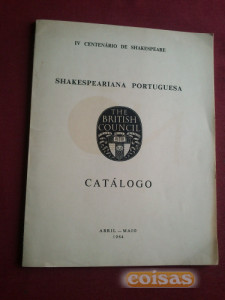 IV CENTENÁRIO DE SHAKESPEARE
SHAKESPEARIANA PORTUGUESA
THE
BRITISH
COUNCIL
CATÁLOGO
ABRIL — MAIO
1964
coisas